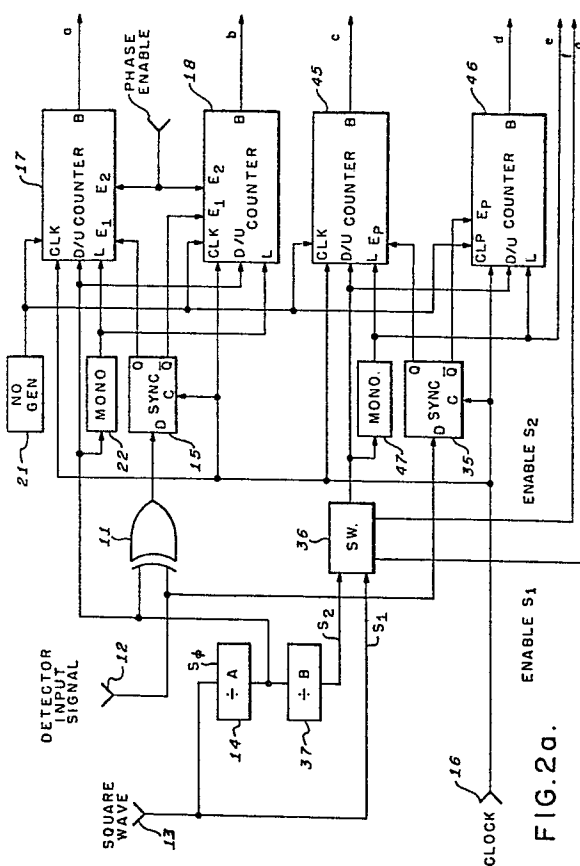 17
COUNTER
CLK
D/U
L
E1
E2
B
a
PHASE
ENABLE
18
COUNTER
CLK
D/U
L
E1
E2
B
b
45
COUNTER
CLK
D/U
L
EP
B
c
46
COUNTER
CLP
D/U
L
EP
B
d
e
f
NO
GEN
21
MONO
22
D
SYNC
C
Q
Q̅
15
11
DETECTOR
INPUT
SIGNAL
12
MONO.
47
D
SYNC
C
Q
Q̅
35
SW.
36
SQUARE
WAVE
13
Sϕ
÷ A
14
÷ B
37
S2
S1
ENABLE S1
ENABLE S2
CLOCK
16
FIG. 2a.